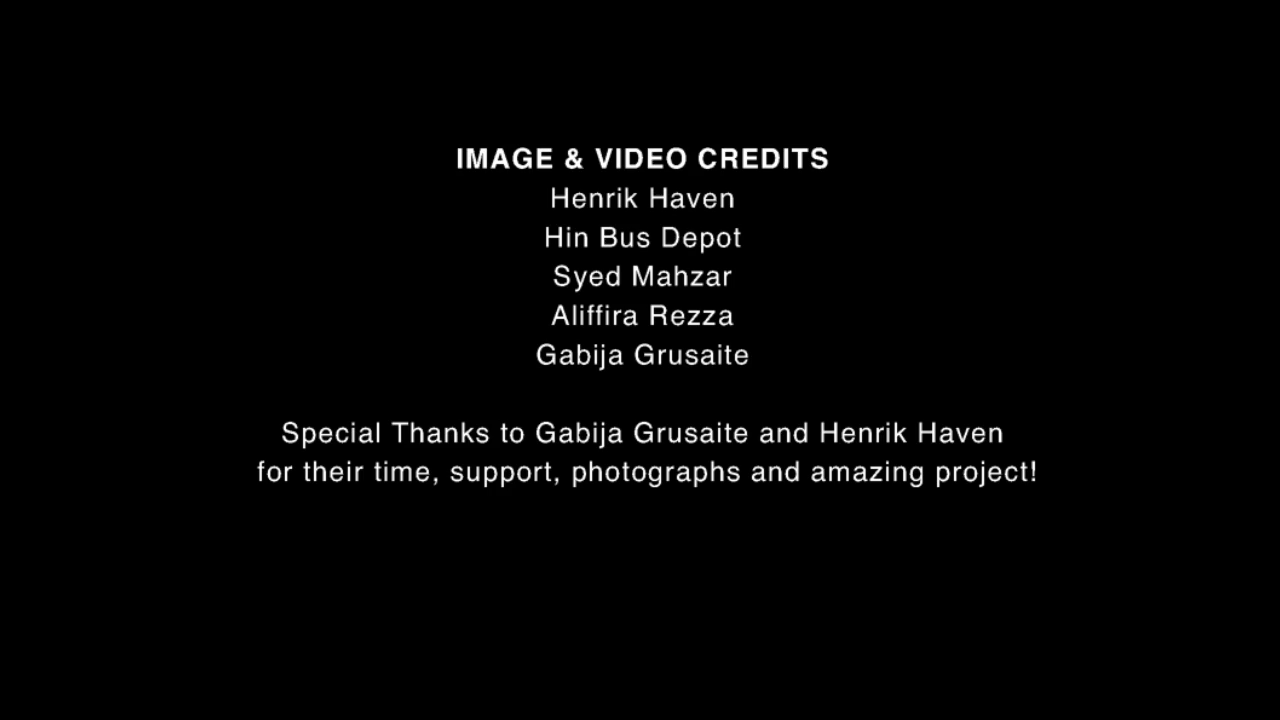 IMAGE & VIDEO CREDITS
Henrik Haven
Hin Bus Depot
Syed Mahzar
Aliffira Rezza
Gabija Grusaite
Special Thanks to Gabija Grusaite and Henrik Haven
for their time, support, photographs and amazing project!